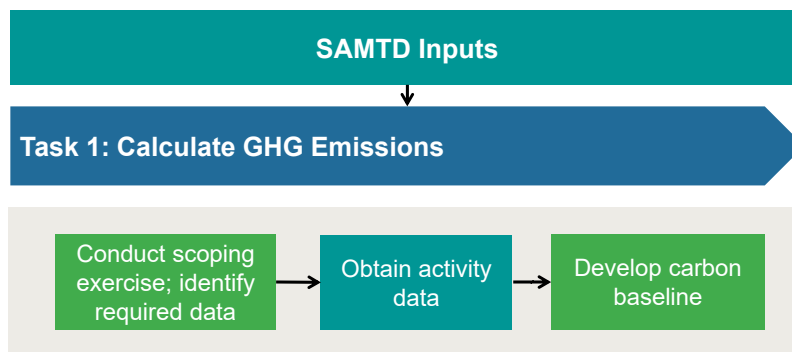 SAMTD Inputs
Task 1: Calculate GHG Emissions
Conduct scoping
exercise; identify
required data
Obtain activity
data
Develop carbon
baseline